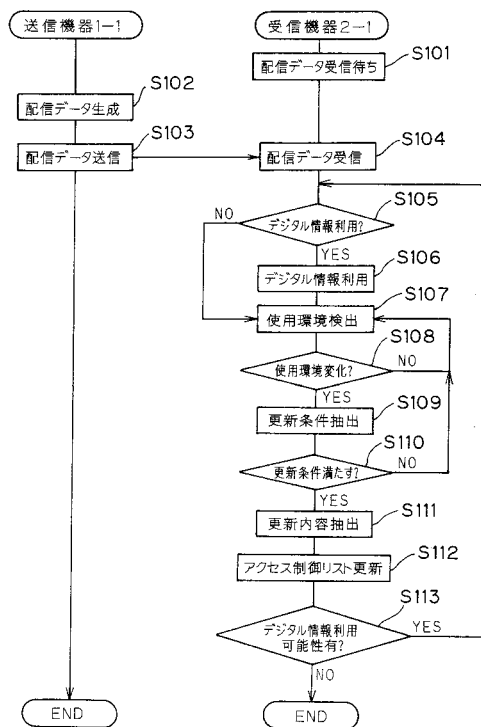 送信機器1-1
受信機器2-1
配信データ受信待ち
S101
S102
配信データ生成
S103
配信データ送信
S104
配信データ受信
S105
NO
デジタル情報利用?
YES
S106
デジタル情報利用
S107
使用環境検出
S108
使用環境変化?
NO
YES
S109
更新条件抽出
S110
更新条件満たす?
NO
YES
S111
更新内容抽出
S112
アクセス制御リスト更新
S113
デジタル情報利用
可能性有?
YES
NO
END
END